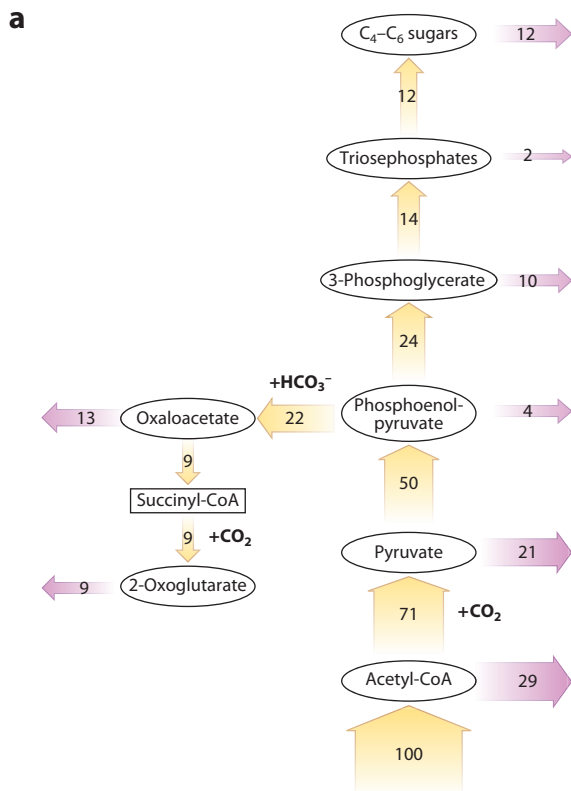 a
C₄–C₆ sugars
12
12
Triosephosphates
2
14
3-Phosphoglycerate
10
24
+HCO₃⁻
13
Oxaloacetate
22
Phosphoenol-
pyruvate
4
9
Succinyl-CoA
50
9
+CO₂
Pyruvate
21
9
2-Oxoglutarate
71
+CO₂
Acetyl-CoA
29
100